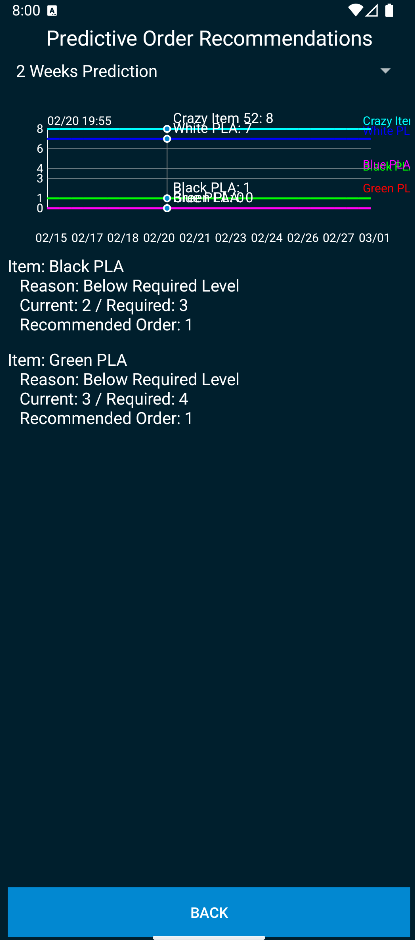 8:00
Predictive Order Recommendations
2 Weeks Prediction
02/20 19:55
Crazy Item 52: 8
White PLA: 7
Black PLA: 1
Green PLA: 0
Crazy Iter
Black PL
Green PL
8
6
4
3
1
0
02/15 02/17 02/18 02/20 02/21 02/23 02/24 02/26 02/27 03/01
Item: Black PLA
Reason: Below Required Level
Current: 2 / Required: 3
Recommended Order: 1
Item: Green PLA
Reason: Below Required Level
Current: 3 / Required: 4
Recommended Order: 1
BACK